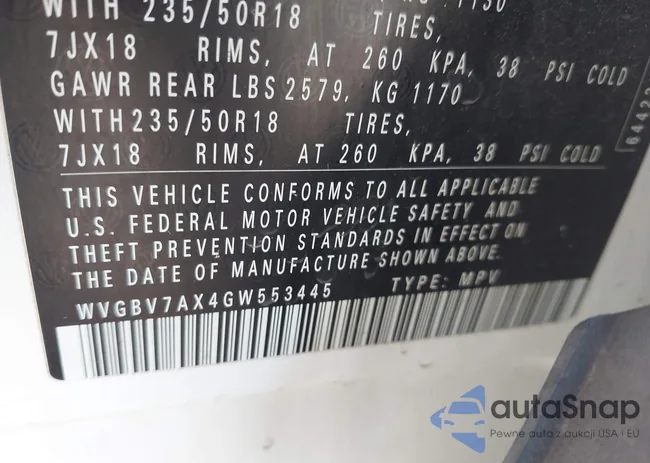 WITH 235/50R18 TIRES,
7JX18 RIMS, AT 260 KPA, 38 PSI COLD
GAWR REAR LBS 2579, KG 1170
WITH 235/50R18 TIRES,
7JX18 RIMS, AT 260 KPA, 38 PSI COLD
THIS VEHICLE CONFORMS TO ALL APPLICABLE
U.S. FEDERAL MOTOR VEHICLE SAFETY AND
THEFT PREVENTION STANDARDS IN EFFECT ON
THE DATE OF MANUFACTURE SHOWN ABOVE.
WVGBV7AX4GW553445 TYPE: MPV
autaSnap
Pewne auta z aukcji USA i EU